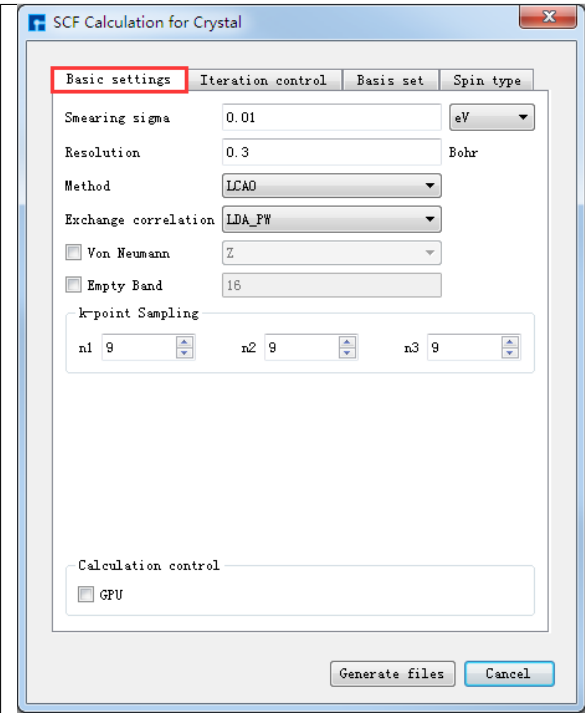 SCF Calculation for Crystal
Basic settings Iteration control Basis set Spin type
Smearing sigma 0.01 eV
Resolution 0.3 Bohr
Method LCAO
Exchange correlation LDA_PW
Von Neumann Z
Empty Band 16
k-point Sampling
n1 9 n2 9 n3 9
Calculation control
GPU
Generate files Cancel